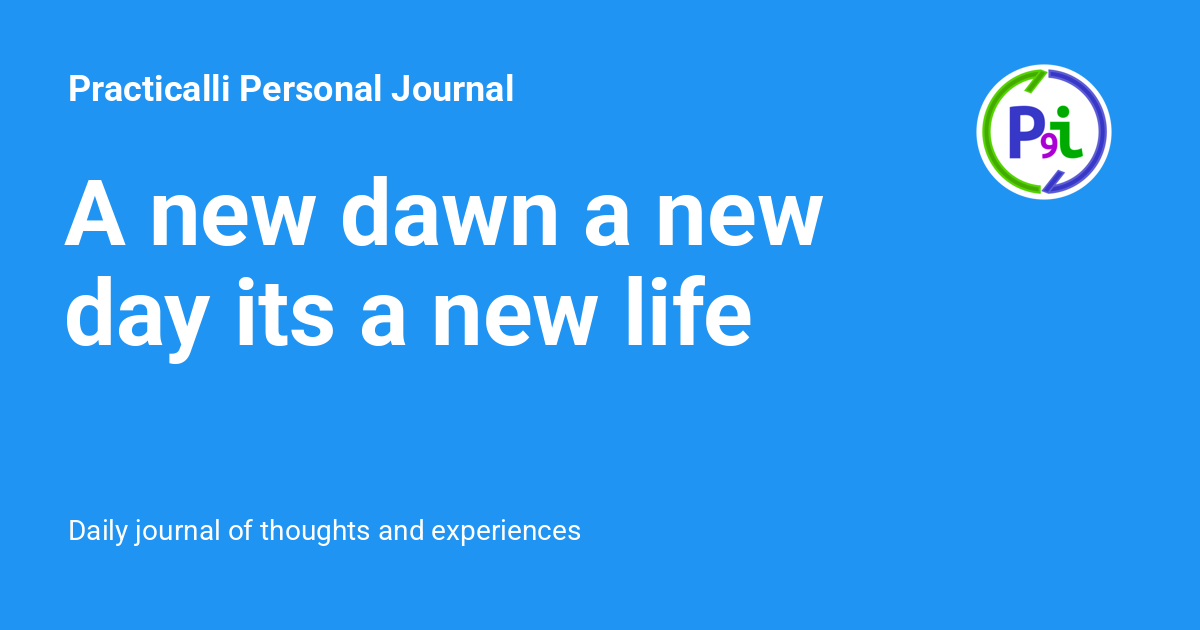 Practicalli Personal Journal
P9i
A new dawn a new
day its a new life
Daily journal of thoughts and experiences